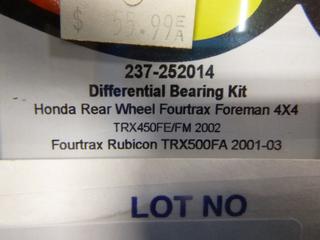 $ 55.99 EA
237-252014
Differential Bearing Kit
Honda Rear Wheel Fourtrax Foreman 4X4
TRX450FE/FM 2002
Fourtrax Rubicon TRX500FA 2001-03
LOT NO